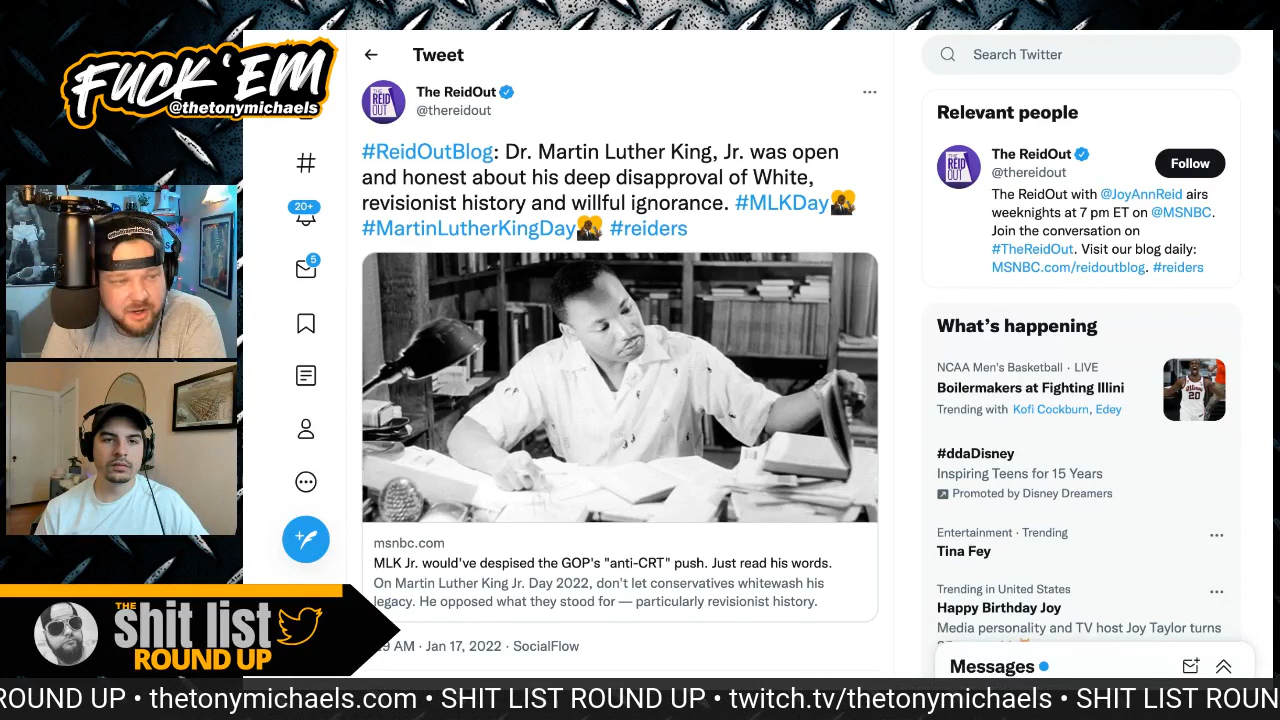 FUCK 'EM
@thetonymichaels
Tweet
The ReidOut
@thereidout
#ReidOutBlog: Dr. Martin Luther King, Jr. was open
and honest about his deep disapproval of White,
revisionist history and willful ignorance. #MLKDay
#MartinLutherKingDay #reiders
msnbc.com
MLK Jr. would've despised the GOP's "anti-CRT" push. Just read his words.
On Martin Luther King Jr. Day 2022, don't let conservatives whitewash his
legacy. He opposed what they stood for — particularly revisionist history.
AM · Jan 17, 2022 · SocialFlow
20+
5
Search Twitter
Relevant people
The ReidOut
@thereidout
Follow
The ReidOut with @JoyAnnReid airs
weeknights at 7 pm ET on @MSNBC.
Join the conversation on
#TheReidOut. Visit our blog daily:
MSNBC.com/reidoutblog. #reiders
What's happening
NCAA Men's Basketball · LIVE
Boilermakers at Fighting Illini
Trending with Kofi Cockburn, Edey
20
#ddaDisney
Inspiring Teens for 15 Years
Promoted by Disney Dreamers
Entertainment · Trending
Tina Fey
Trending in United States
Happy Birthday Joy
Media personality and TV host Joy Taylor turns
Messages
THE
shit list
ROUND UP
ROUND UP • thetonymichaels.com • SHIT LIST ROUND UP • twitch.tv/thetonymichaels • SHIT LIST ROUN